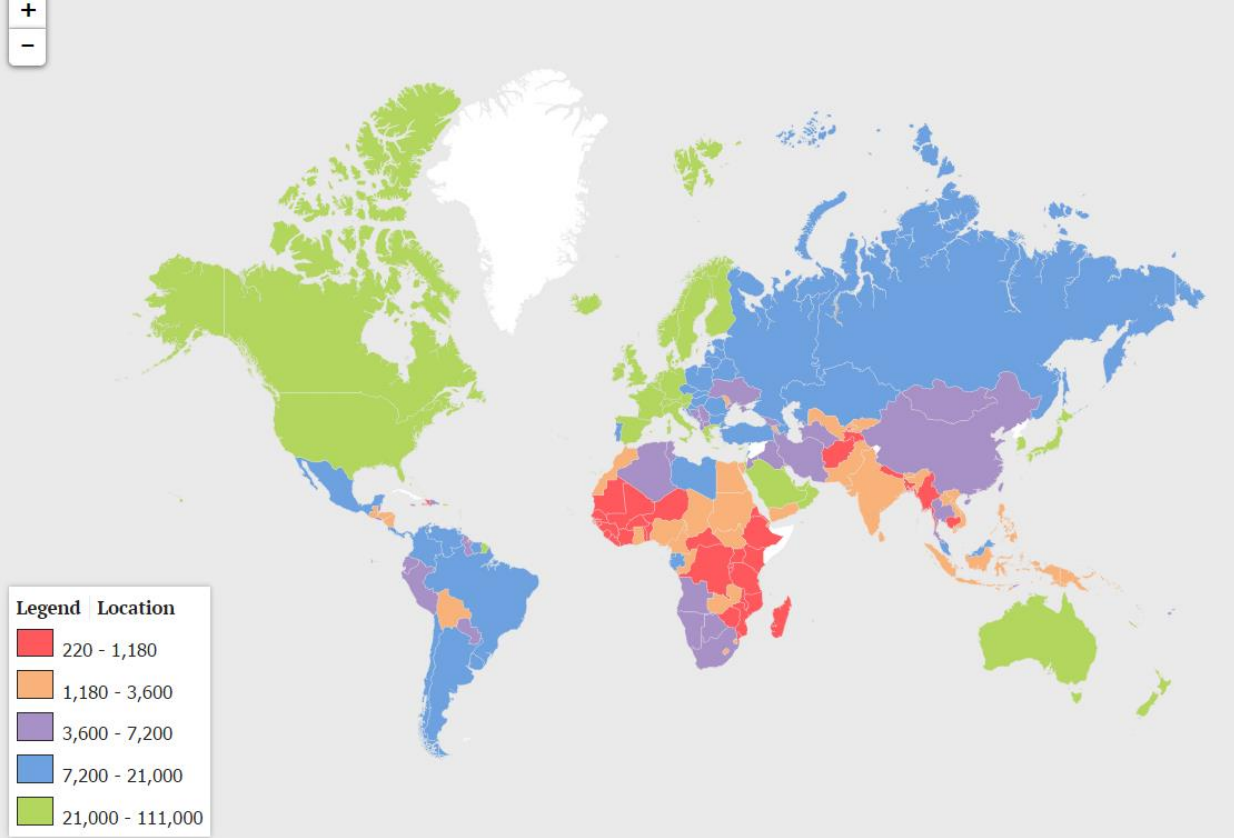 +
−
Legend Location
220 - 1,180
1,180 - 3,600
3,600 - 7,200
7,200 - 21,000
21,000 - 111,000